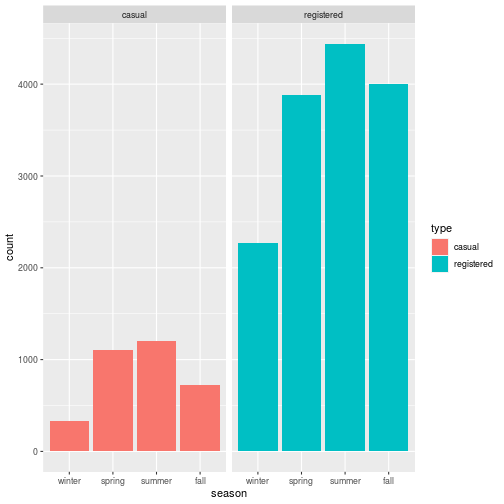 casual registered
4000
3000
2000
1000
0
count
winter spring summer fall winter spring summer fall
season
type
casual
registered